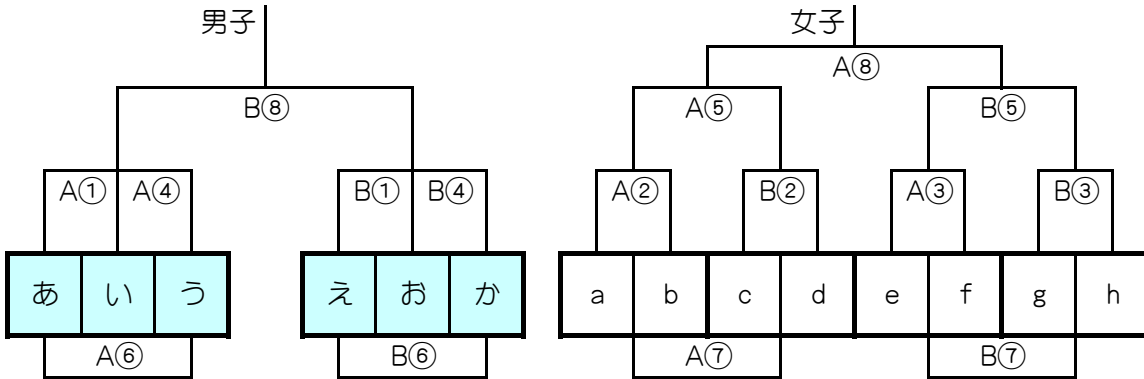 男子 女子
A⑧
B⑧ A⑤ B⑤
A① A④ B① B④ A② B② A③ B③
あ い う え お か a b c d e f g h
A⑥ B⑥ A⑦ B⑦